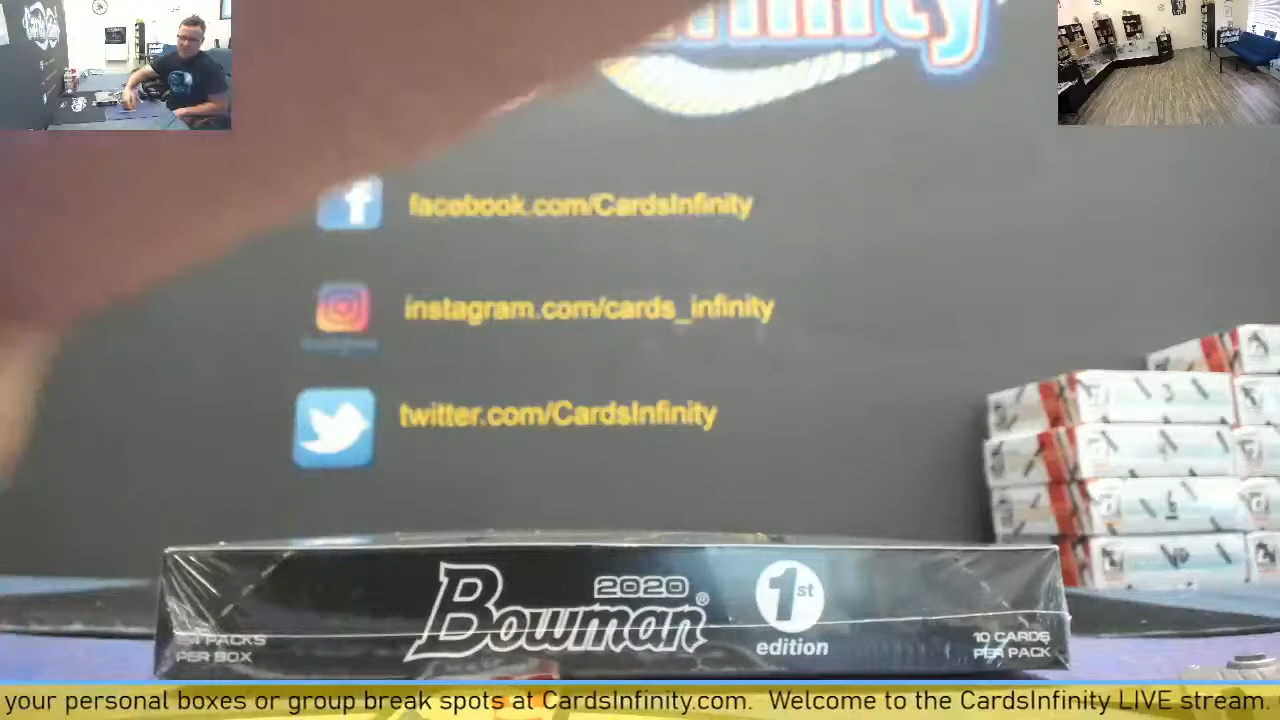 facebook.com/CardsInfinity
instagram.com/cards_infinity
twitter.com/CardsInfinity
2020
Bowman®
1st
edition
PACKS
PER BOX
10 CARDS
PER PACK
your personal boxes or group break spots at CardsInfinity.com. Welcome to the CardsInfinity LIVE stream.